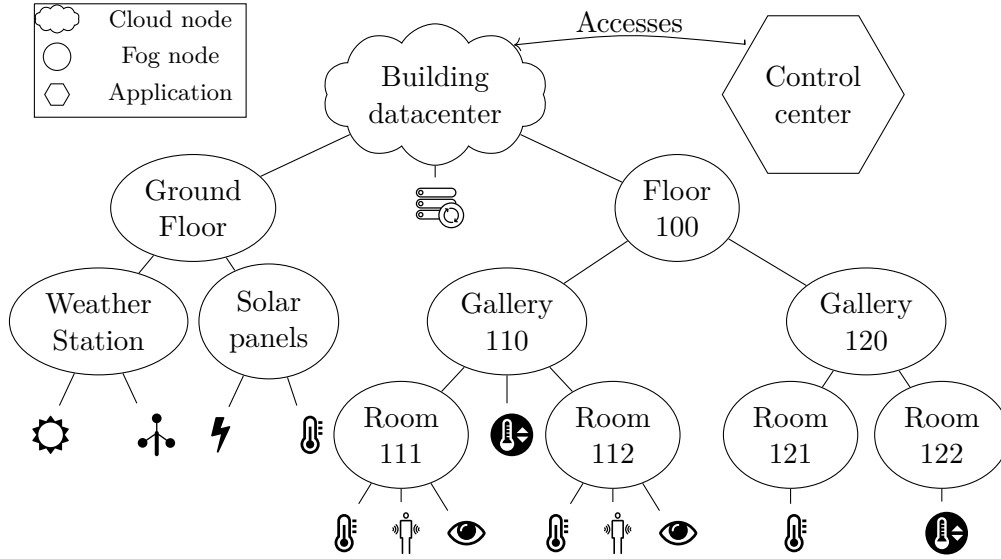 Cloud node
Fog node
Application
Accesses
Building
datacenter
Control
center
Ground
Floor
Floor
100
Weather
Station
Solar
panels
Gallery
110
Gallery
120
Room
111
Room
112
Room
121
Room
122